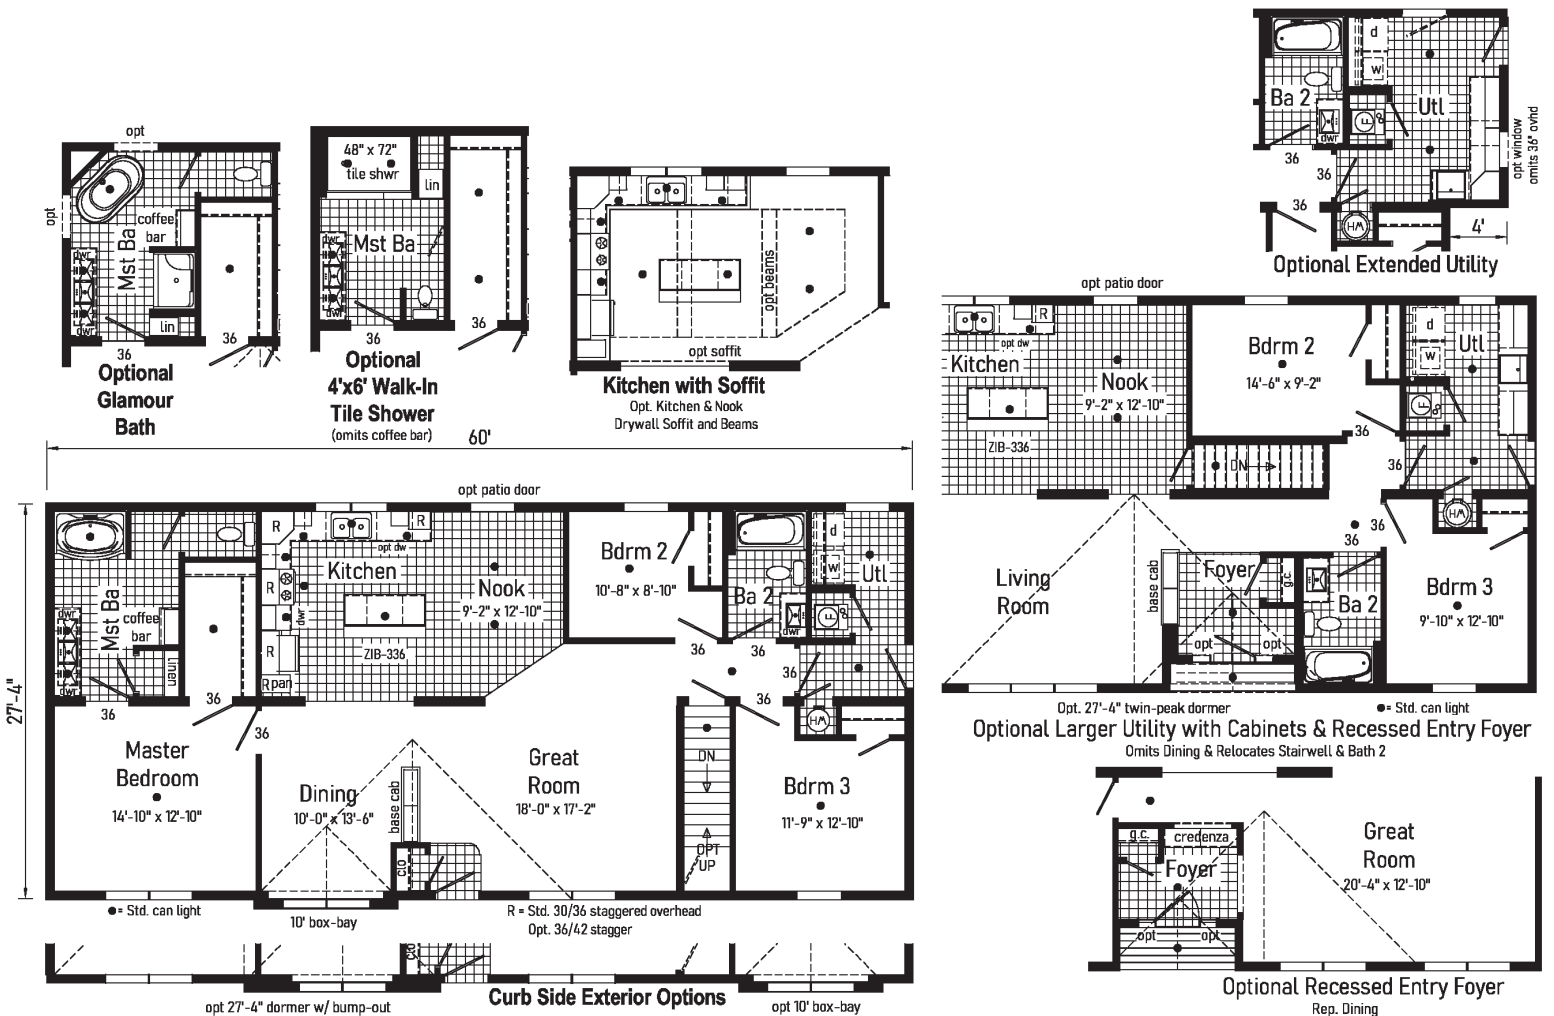 opt
opt
coffee
bar
Mst Ba
dwr
dwr
lin
36
36
Optional
Glamour
Bath
48" x 72"
tile shwr
lin
dwr
Mst Ba
dwr
36
36
Optional
4'x6' Walk-In
Tile Shower
(omits coffee bar)
opt beams
opt soffit
Kitchen with Soffit
Opt. Kitchen & Nook
Drywall Soffit and Beams
d
w
Ba 2
F
Utl
dwr
36
36
36
HW
opt window
omits 36" ovhd
4'
Optional Extended Utility
60'
27'-4"
opt patio door
R
R
opt dw
Kitchen
R
dwr
Nook
9'-2" x 12'-10"
ZIB-336
R
R pan
Mst Ba
dwr
dwr
coffee
bar
linen
36
36
36
Bdrm 2
10'-8" x 8'-10"
Ba 2
dwr
d
w
Utl
F
36
36
36
36
HW
Master
Bedroom
14'-10" x 12'-10"
Dining
10'-0" x 13'-6"
base cab
clo
Great
Room
18'-0" x 17'-2"
DN
OPT
UP
Bdrm 3
11'-9" x 12'-10"
●= Std. can light
10' box-bay
R = Std. 30/36 staggered overhead
Opt. 36/42 stagger
clo
opt 27'-4" dormer w/ bump-out
Curb Side Exterior Options
opt 10' box-bay
opt patio door
R
opt dw
Kitchen
Nook
9'-2" x 12'-10"
ZIB-336
Bdrm 2
14'-6" x 9'-2"
d
w
Utl
F
36
36
DN
HW
36
36
Living
Room
base cab
Foyer
g.c.
opt
opt
Ba 2
Bdrm 3
9'-10" x 12'-10"
Opt. 27'-4" twin-peak dormer
●= Std. can light
Optional Larger Utility with Cabinets & Recessed Entry Foyer
Omits Dining & Relocates Stairwell & Bath 2
g.c.
credenza
Foyer
opt
opt
Great
Room
20'-4" x 12'-10"
Optional Recessed Entry Foyer
Rep. Dining